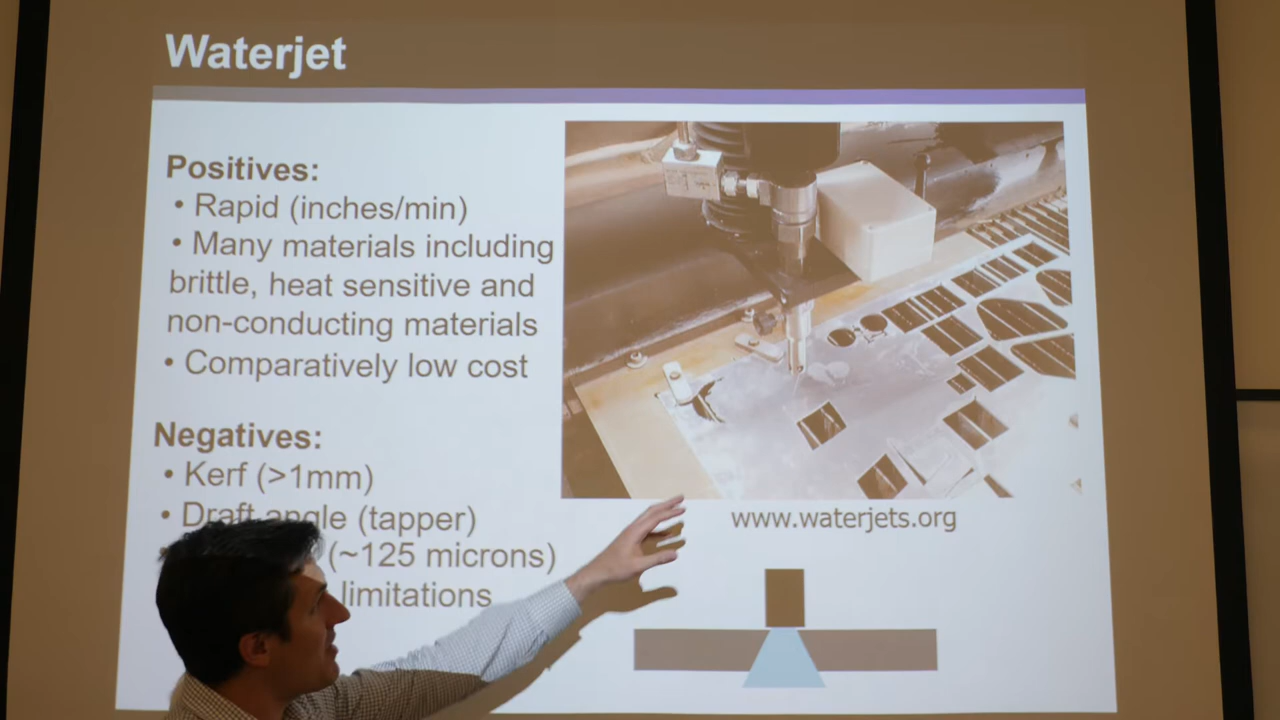 Waterjet
Positives:
• Rapid (inches/min)
• Many materials including
brittle, heat sensitive and
non-conducting materials
• Comparatively low cost
Negatives:
• Kerf (>1mm)
• Draft angle (tapper)
(~125 microns)
limitations
www.waterjets.org